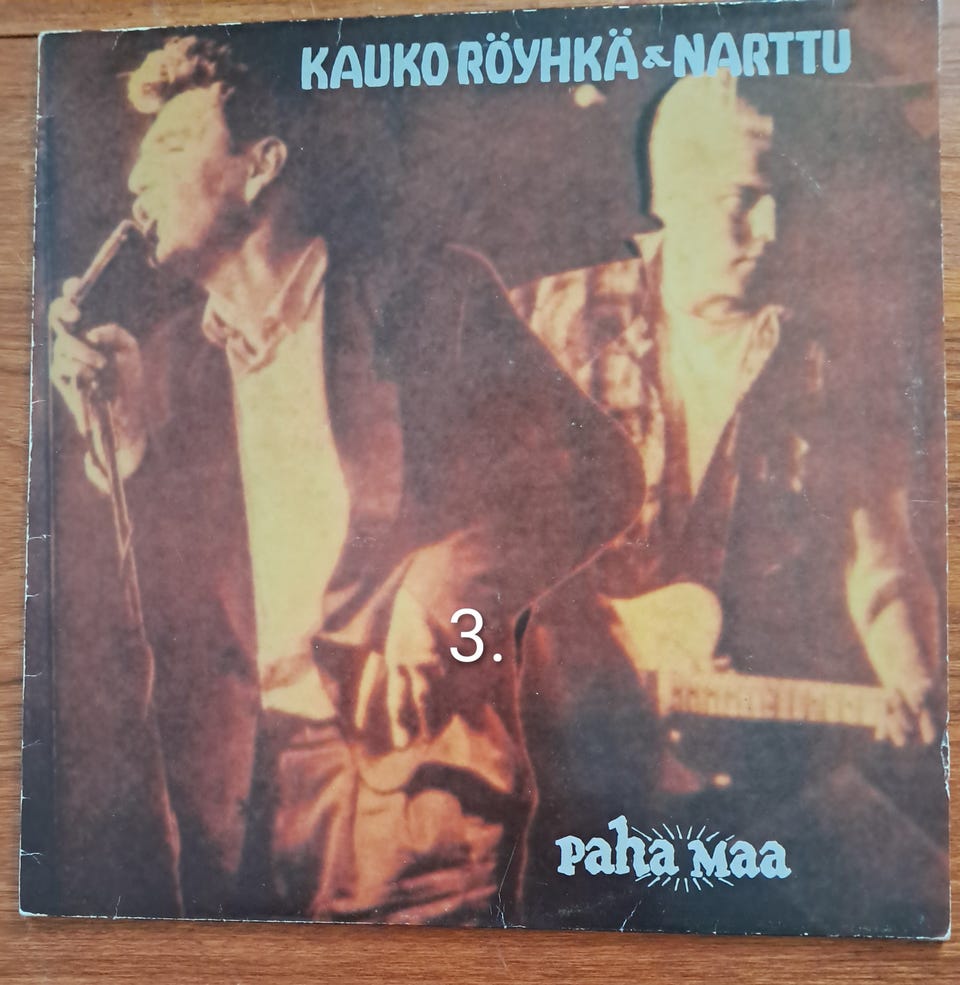 KAUKO RÖYHKÄ & NARTTU
3.
paha maa